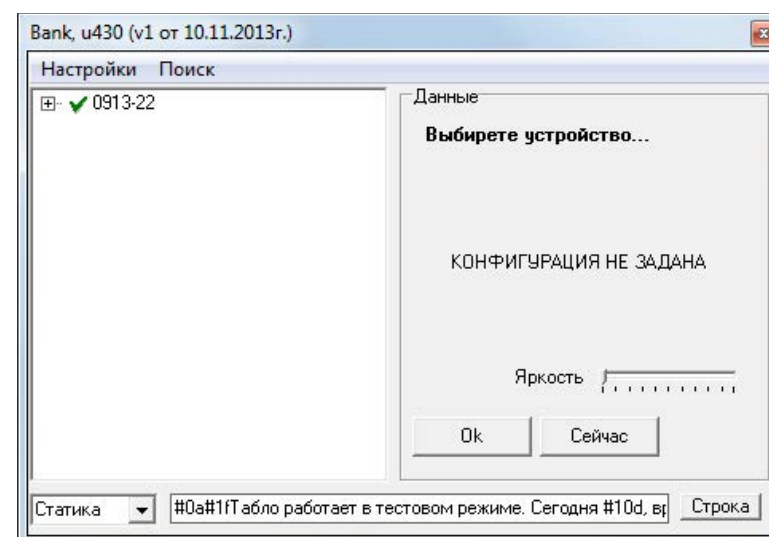 Bank, u430 (v1 от 10.11.2013г.)
Настройки Поиск
0913-22
Данные
Выбирете устройство...
КОНФИГУРАЦИЯ НЕ ЗАДАНА
Яркость
Ok Сейчас
Статика #0a#1fТабло работает в тестовом режиме. Сегодня #10d, Строка